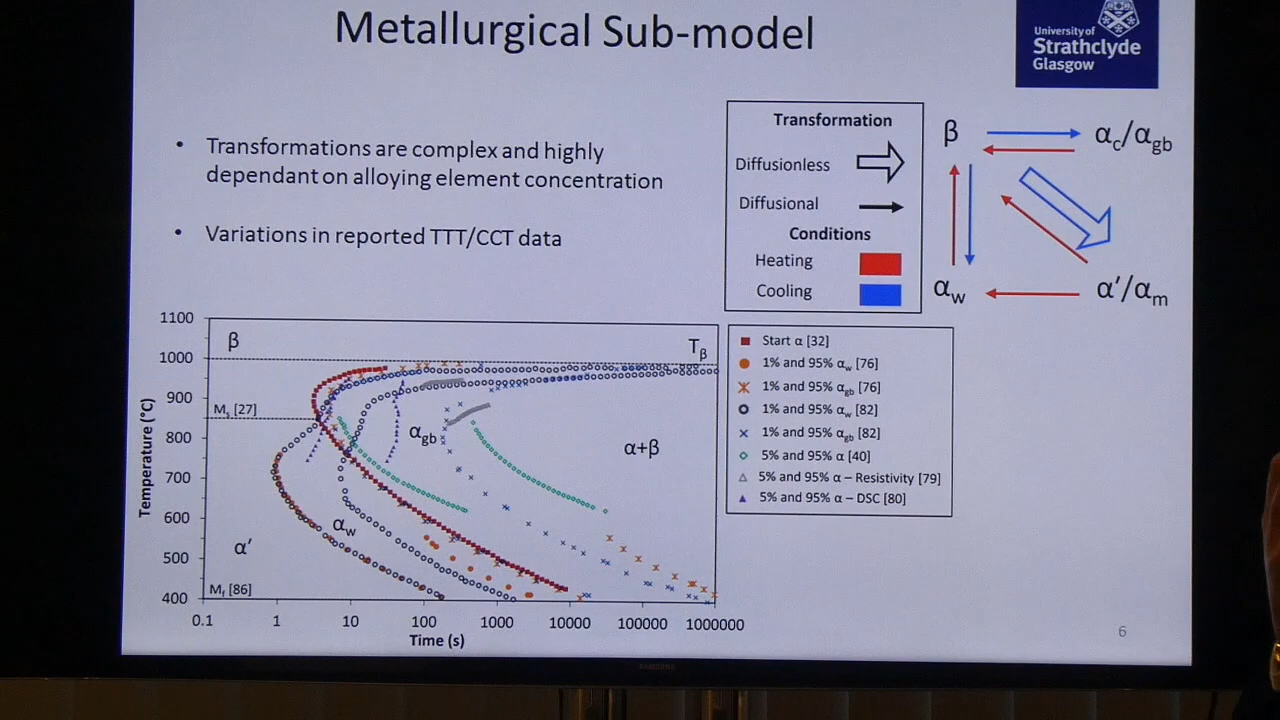 Metallurgical Sub-model
University of
Strathclyde
Glasgow
• Transformations are complex and highly
dependant on alloying element concentration
• Variations in reported TTT/CCT data
Transformation
Diffusionless
Diffusional
Conditions
Heating
Cooling
β
αc/αgb
αw
α′/αm
1100
1000
900
800
700
600
500
400
Temperature (°C)
β
Tβ
Ms [27]
αgb
α+β
αw
α′
Mf [86]
0.1 1 10 100 1000 10000 100000 1000000
Time (s)
Start α [32]
1% and 95% αw [76]
1% and 95% αgb [76]
1% and 95% αw [82]
1% and 95% αgb [82]
5% and 95% α [40]
5% and 95% α – Resistivity [79]
5% and 95% α – DSC [80]
6
SAMSUNG